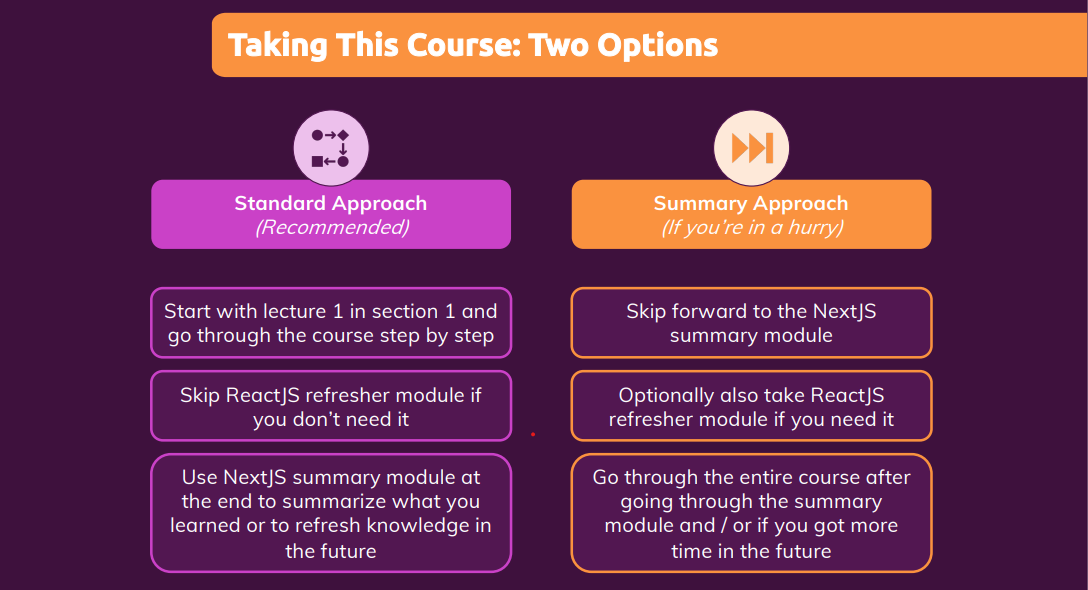 Taking This Course: Two Options
Standard Approach
(Recommended)
Start with lecture 1 in section 1 and
go through the course step by step
Skip ReactJS refresher module if
you don’t need it
Use NextJS summary module at
the end to summarize what you
learned or to refresh knowledge in
the future
Summary Approach
(If you’re in a hurry)
Skip forward to the NextJS
summary module
Optionally also take ReactJS
refresher module if you need it
Go through the entire course after
going through the summary
module and / or if you got more
time in the future